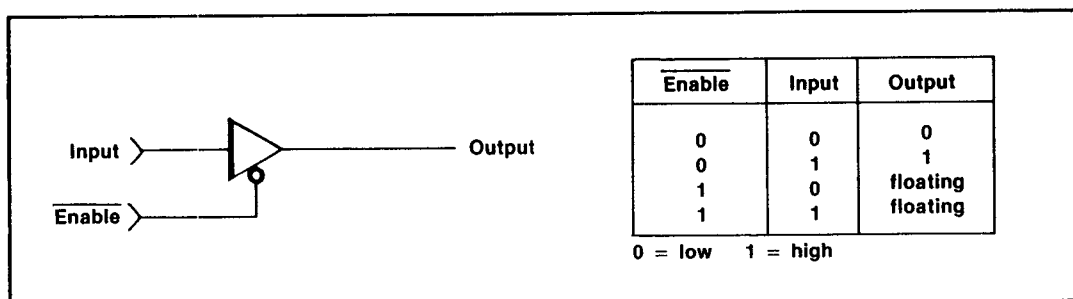 Input
Enable
Output
Enable Input Output
0 0 0
0 1 1
1 0 floating
1 1 floating
0 = low 1 = high